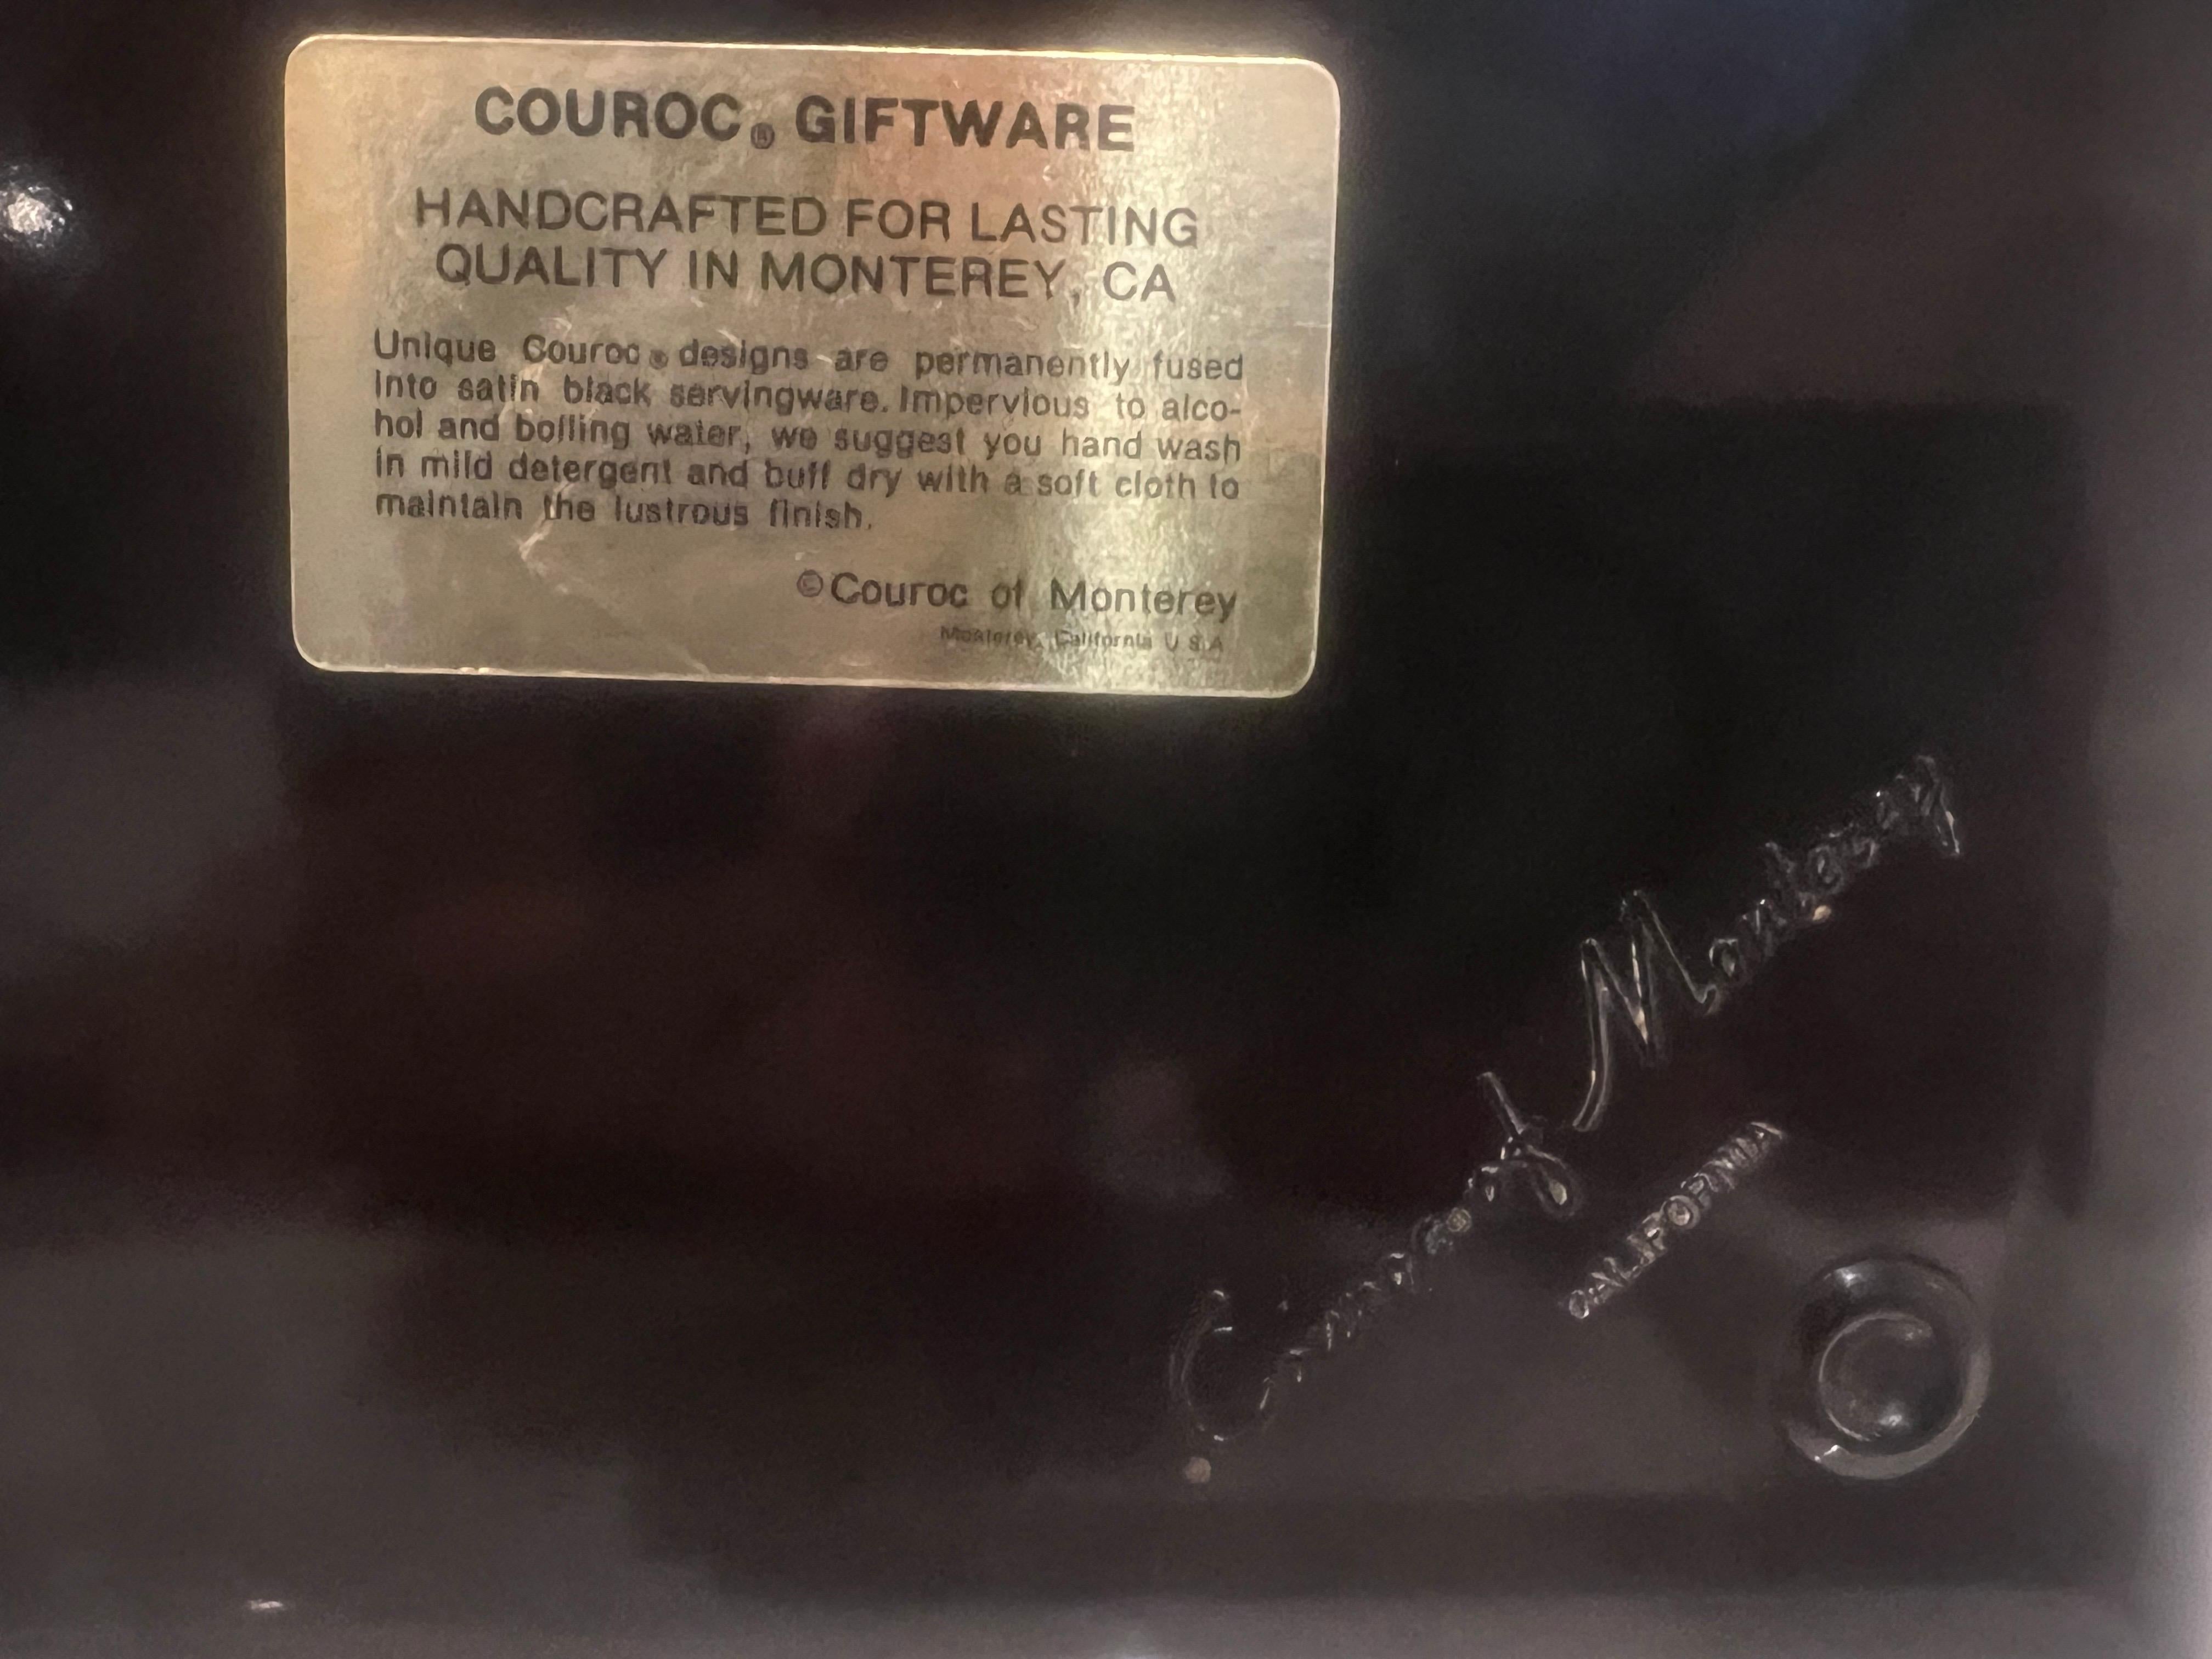 COUROC® GIFTWARE
HANDCRAFTED FOR LASTING
QUALITY IN MONTEREY, CA
Unique Couroc® designs are permanently fused
into satin black servingware. Impervious to alco-
hol and boiling water, we suggest you hand wash
in mild detergent and buff dry with a soft cloth to
maintain the lustrous finish.
©Couroc of Monterey
Monterey, California U S A
Couroc of Monterey
CALIFORNIA